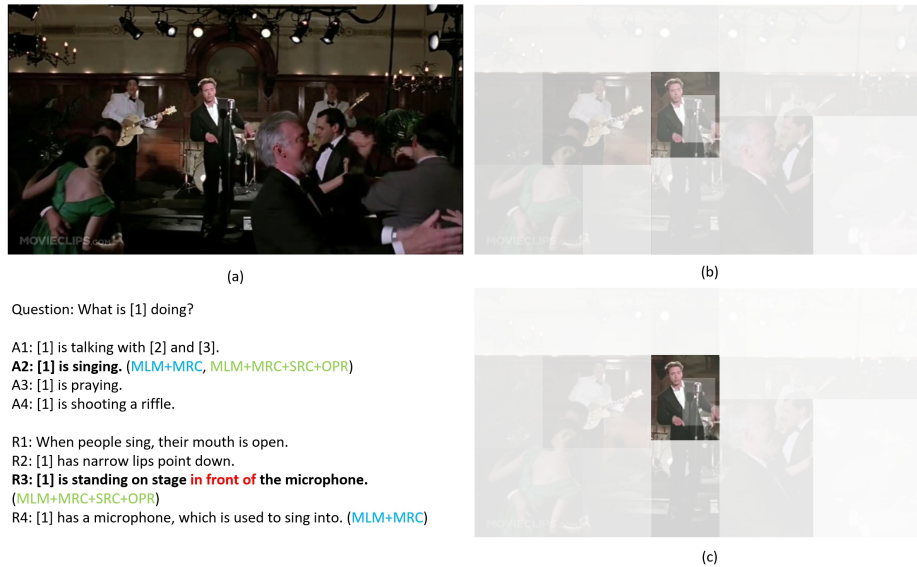 MOVIECLIPS.com
(a)
(b)
Question: What is [1] doing?
A1: [1] is talking with [2] and [3].
A2: [1] is singing. (MLM+MRC, MLM+MRC+SRC+OPR)
A3: [1] is praying.
A4: [1] is shooting a riffle.
R1: When people sing, their mouth is open.
R2: [1] has narrow lips point down.
R3: [1] is standing on stage in front of the microphone.
(MLM+MRC+SRC+OPR)
R4: [1] has a microphone, which is used to sing into. (MLM+MRC)
(c)